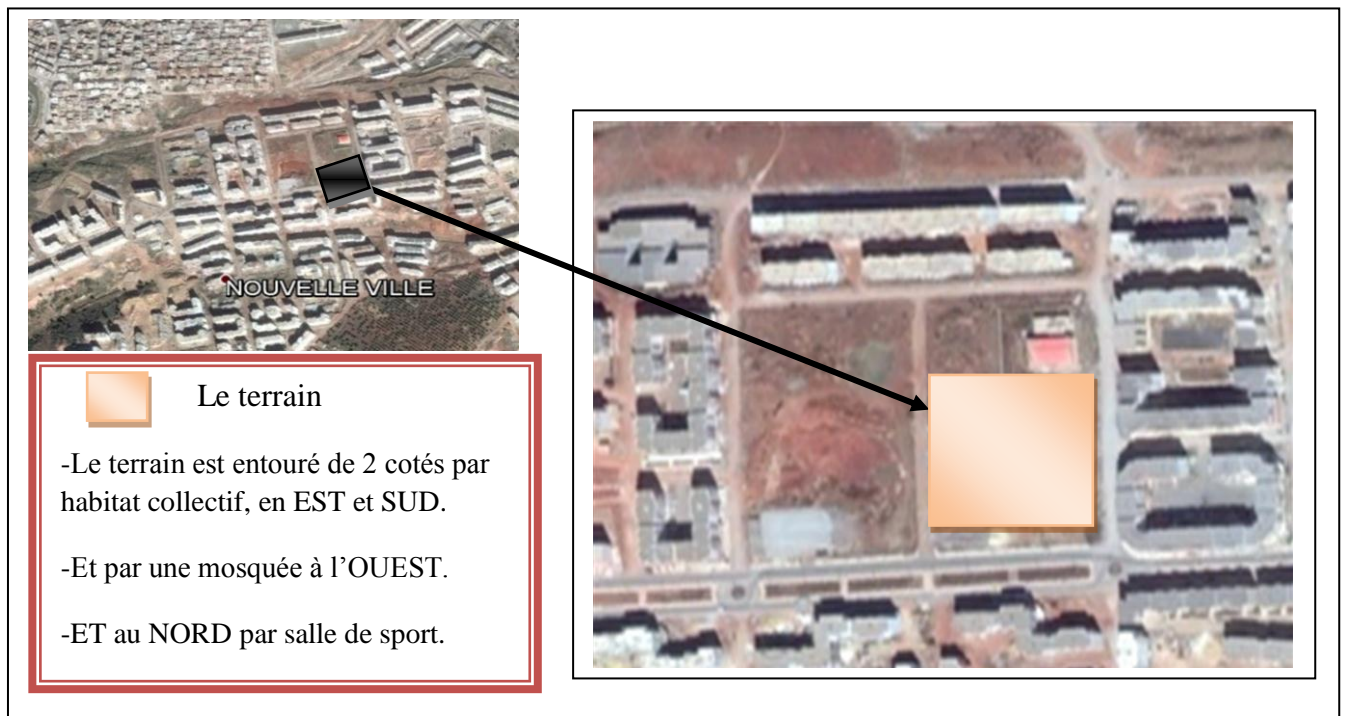 NOUVELLE VILLE
Le terrain
-Le terrain est entouré de 2 cotés par
habitat collectif, en EST et SUD.
-Et par une mosquée à l’OUEST.
-ET au NORD par salle de sport.